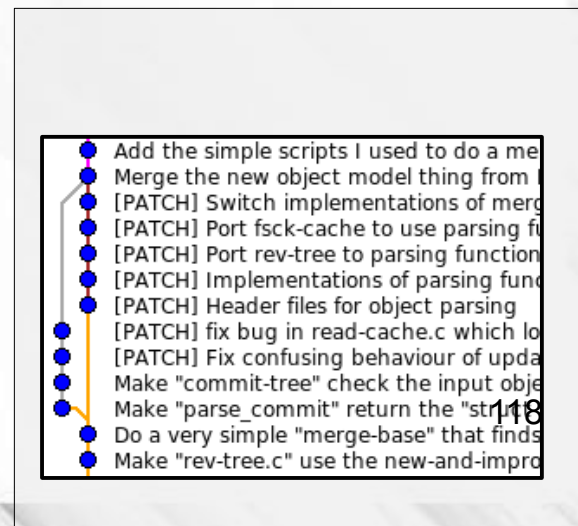 Add the simple scripts I used to do a me
Merge the new object model thing from
[PATCH] Switch implementations of merg
[PATCH] Port fsck-cache to use parsing fu
[PATCH] Port rev-tree to parsing function
[PATCH] Implementations of parsing func
[PATCH] Header files for object parsing
[PATCH] fix bug in read-cache.c which lo
[PATCH] Fix confusing behaviour of upda
Make "commit-tree" check the input obje
Make "parse_commit" return the "struct
118
Do a very simple "merge-base" that finds
Make "rev-tree.c" use the new-and-impro